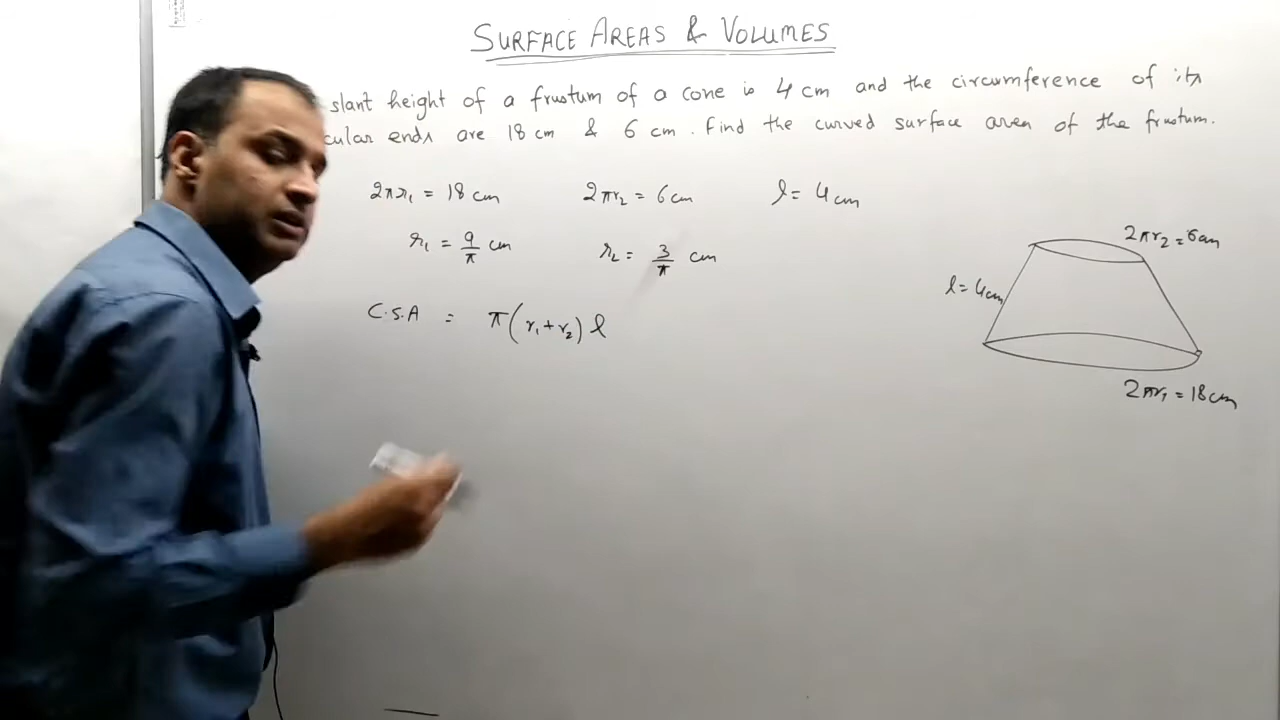 SURFACE AREAS & VOLUMES
slant height of a frustum of a cone is 4 cm and the circumference of its
cular ends are 18 cm & 6 cm. Find the curved surface area of the frustum.
2πr₁ = 18 cm 2πr₂ = 6 cm l = 4 cm
r₁ = 9/π cm r₂ = 3/π cm
C.S.A = π(r₁+r₂) l
2πr₂ = 6cm
l = 4cm
2πr₁ = 18cm